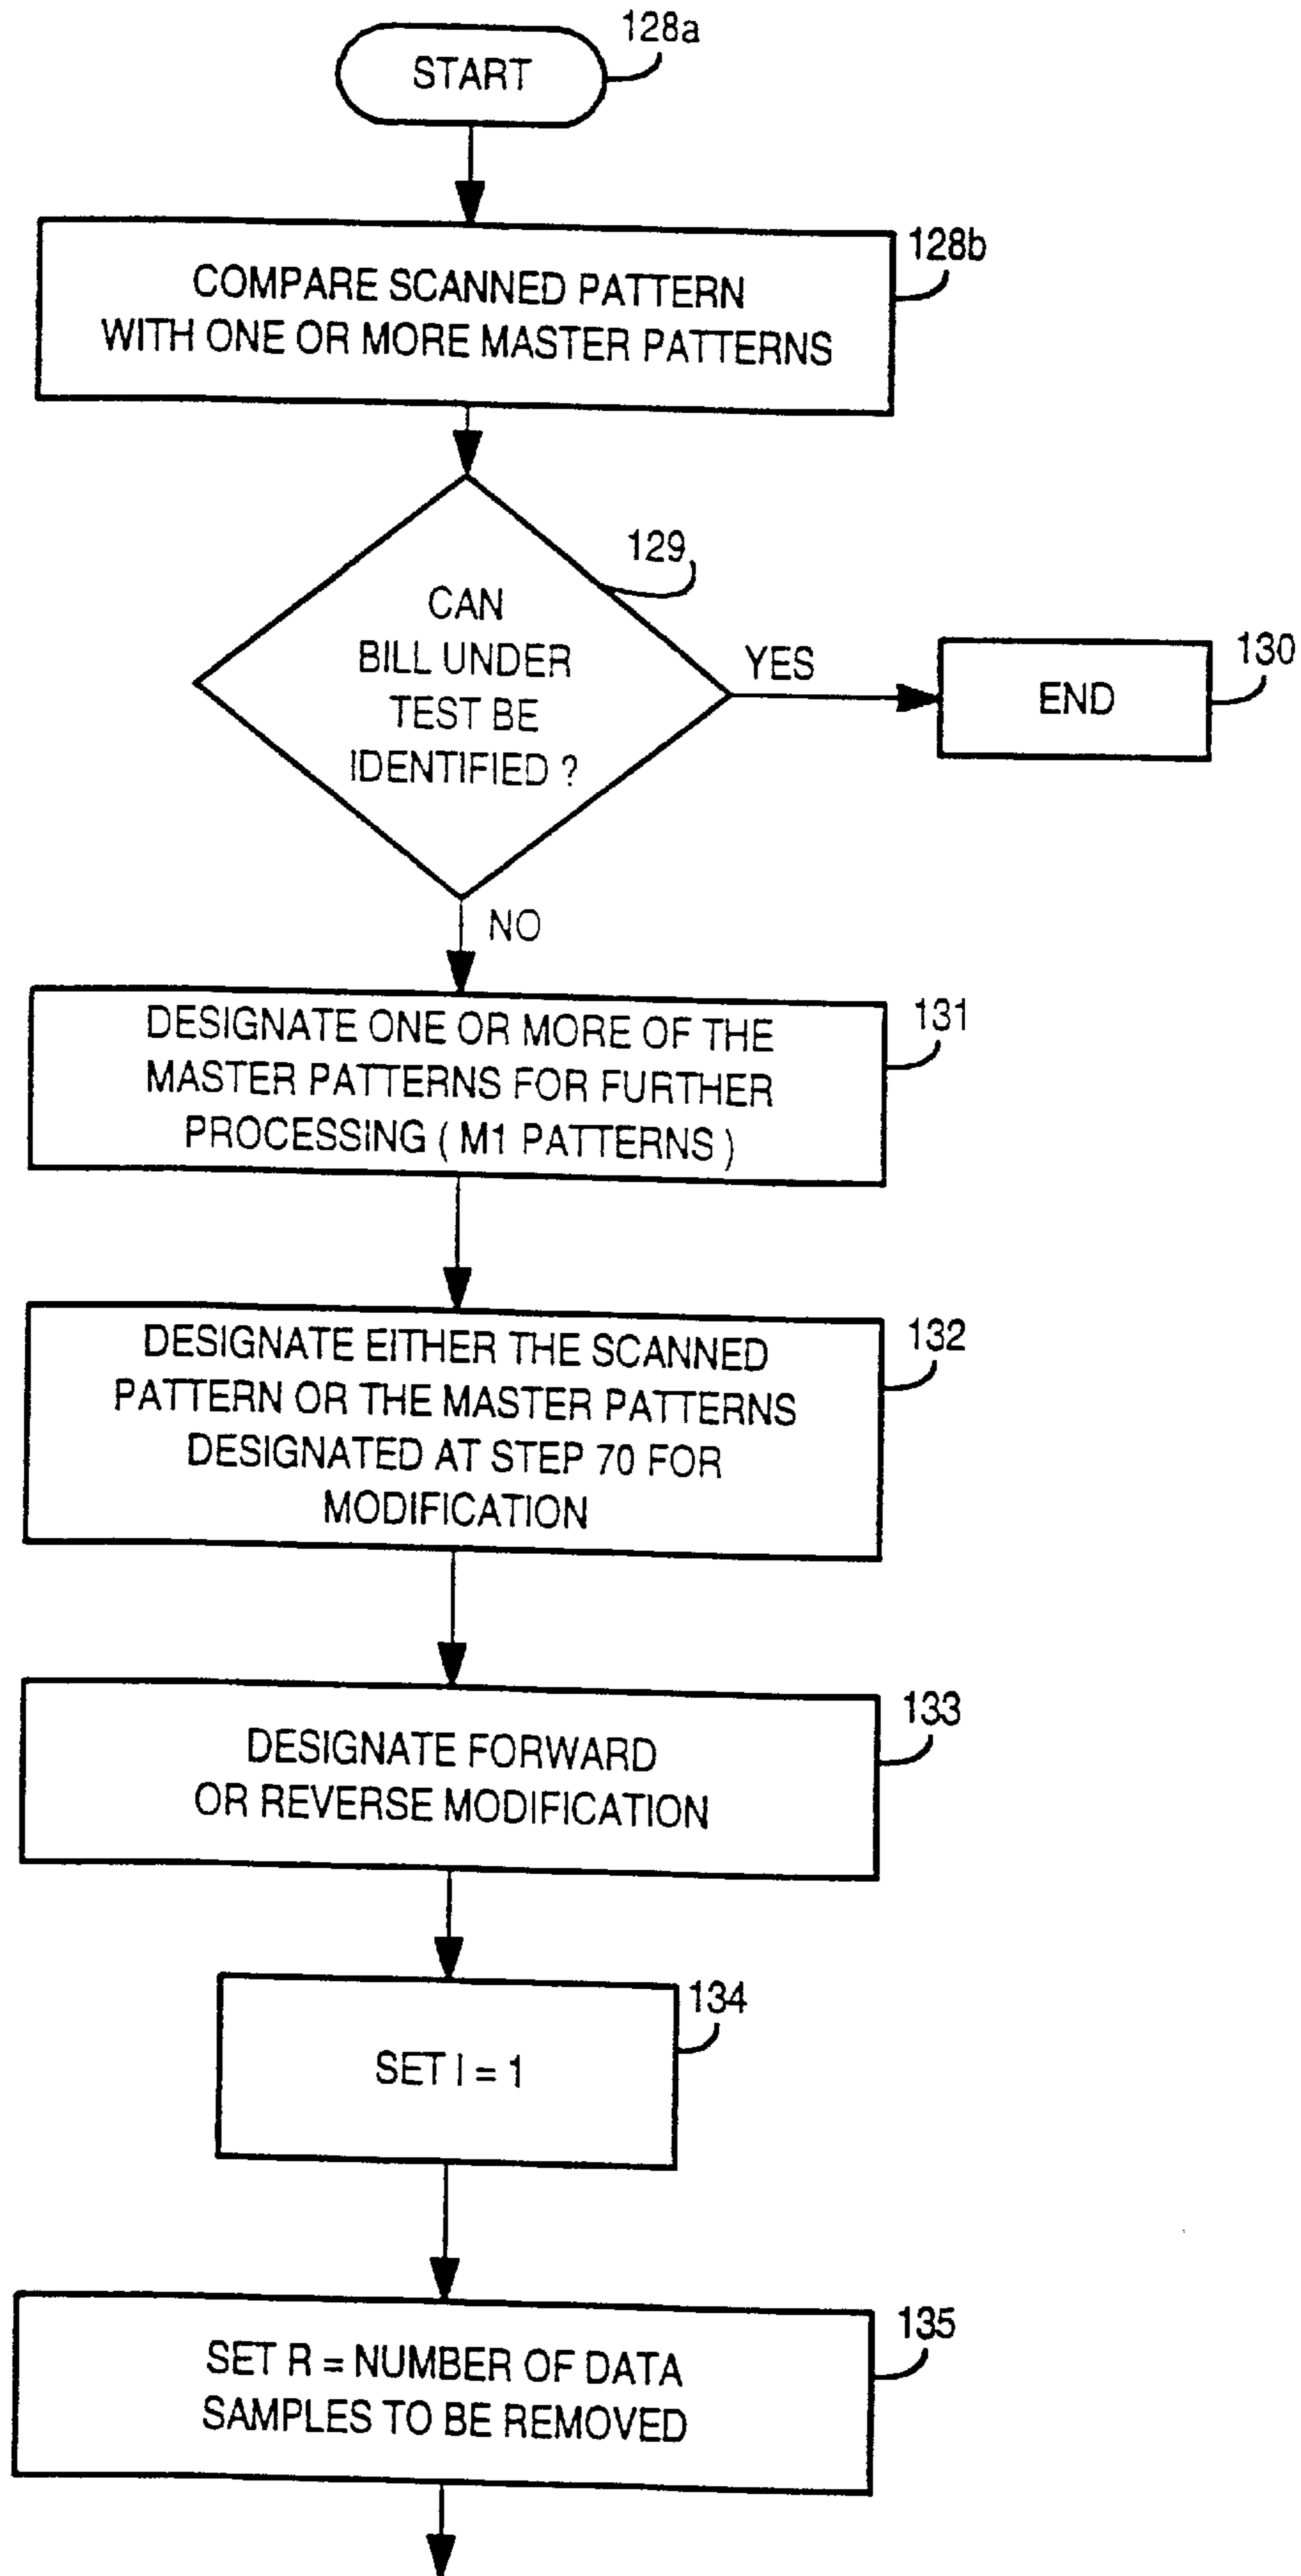 128a
START
128b
COMPARE SCANNED PATTERN
WITH ONE OR MORE MASTER PATTERNS
129
CAN
BILL UNDER
TEST BE
IDENTIFIED ?
YES
130
END
NO
131
DESIGNATE ONE OR MORE OF THE
MASTER PATTERNS FOR FURTHER
PROCESSING ( M1 PATTERNS )
132
DESIGNATE EITHER THE SCANNED
PATTERN OR THE MASTER PATTERNS
DESIGNATED AT STEP 70 FOR
MODIFICATION
133
DESIGNATE FORWARD
OR REVERSE MODIFICATION
134
SET I = 1
135
SET R = NUMBER OF DATA
SAMPLES TO BE REMOVED